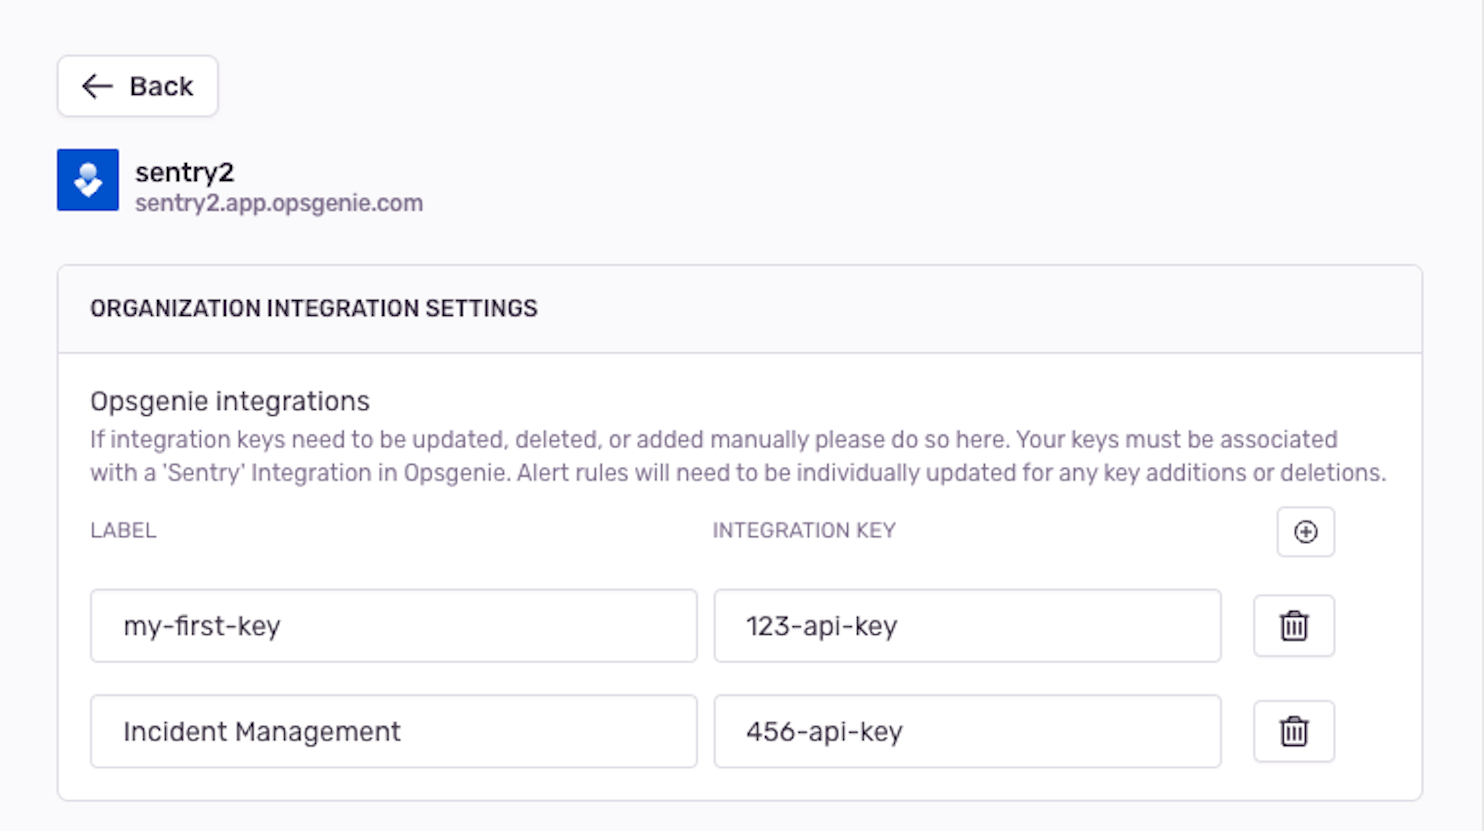 Back
sentry2
sentry2.app.opsgenie.com
ORGANIZATION INTEGRATION SETTINGS
Opsgenie integrations
If integration keys need to be updated, deleted, or added manually please do so here. Your keys must be associated
with a 'Sentry' Integration in Opsgenie. Alert rules will need to be individually updated for any key additions or deletions.
LABEL INTEGRATION KEY
my-first-key 123-api-key
Incident Management 456-api-key